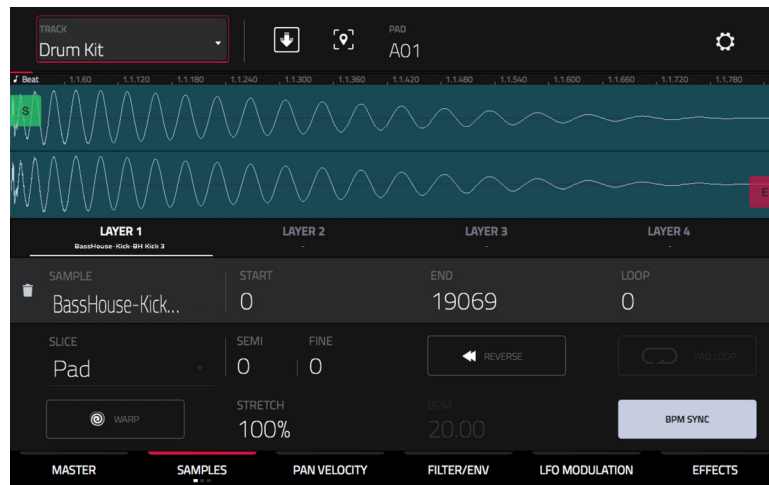 TRACK
Drum Kit
PAD
A01
Beat 1.1.60 1.1.120 1.1.180 1.1.240 1.1.300 1.1.360 1.1.420 1.1.480 1.1.540 1.1.600 1.1.660 1.1.720 1.1.780
S
E
LAYER 1 LAYER 2 LAYER 3 LAYER 4
BassHouse-Kick-BH Kick 3 - - -
SAMPLE START END LOOP
BassHouse-Kick... 0 19069 0
SLICE SEMI FINE
Pad 0 0
REVERSE PAD LOOP
WARP
STRETCH BPM
100% 20.00
BPM SYNC
MASTER SAMPLES PAN VELOCITY FILTER/ENV LFO MODULATION EFFECTS